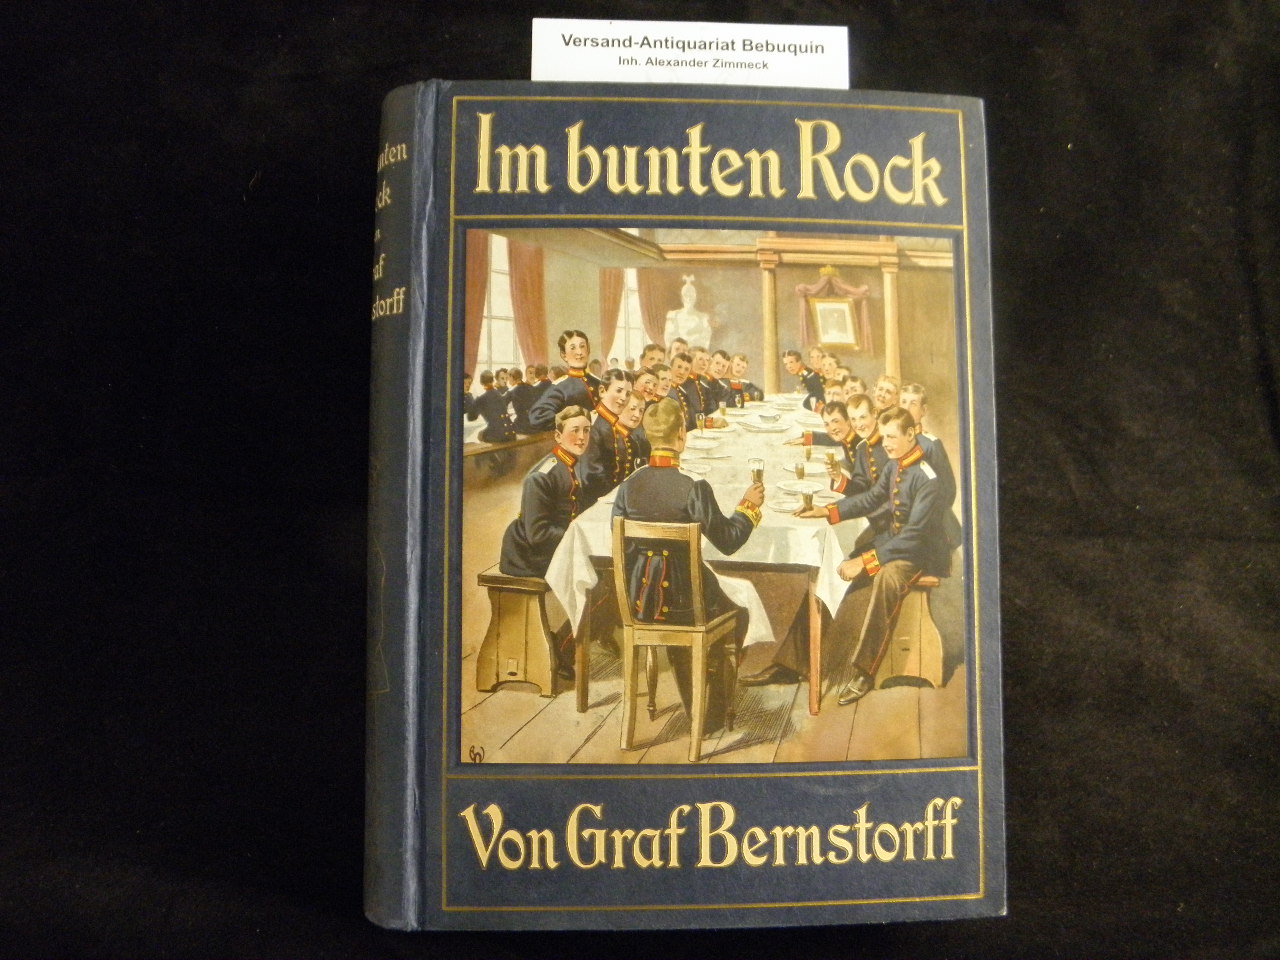 Versand-Antiquariat Bebuquin
Inh. Alexander Zimmeck
Im bunten Rock
Von Graf Bernstorff